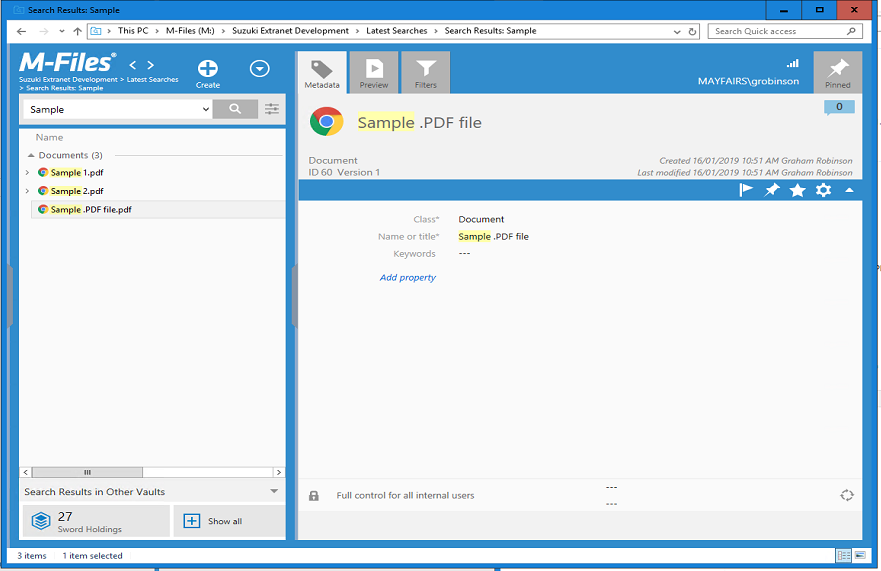 Search Results: Sample
This PC > M-Files (M:) > Suzuki Extranet Development > Latest Searches > Search Results: Sample
Search Quick access
M-Files®
Suzuki Extranet Development > Latest Searches
> Search Results: Sample
Create
Metadata
Preview
Filters
MAYFAIRS\grobinson
Pinned
Sample
Name
Documents (3)
Sample 1.pdf
Sample 2.pdf
Sample .PDF file.pdf
0
Sample .PDF file
Document
ID 60 Version 1
Created 16/01/2019 10:51 AM Graham Robinson
Last modified 16/01/2019 10:51 AM Graham Robinson
Class* Document
Name or title* Sample .PDF file
Keywords ---
Add property
Search Results in Other Vaults
27
Sword Holdings
Show all
Full control for all internal users
---
---
3 items 1 item selected